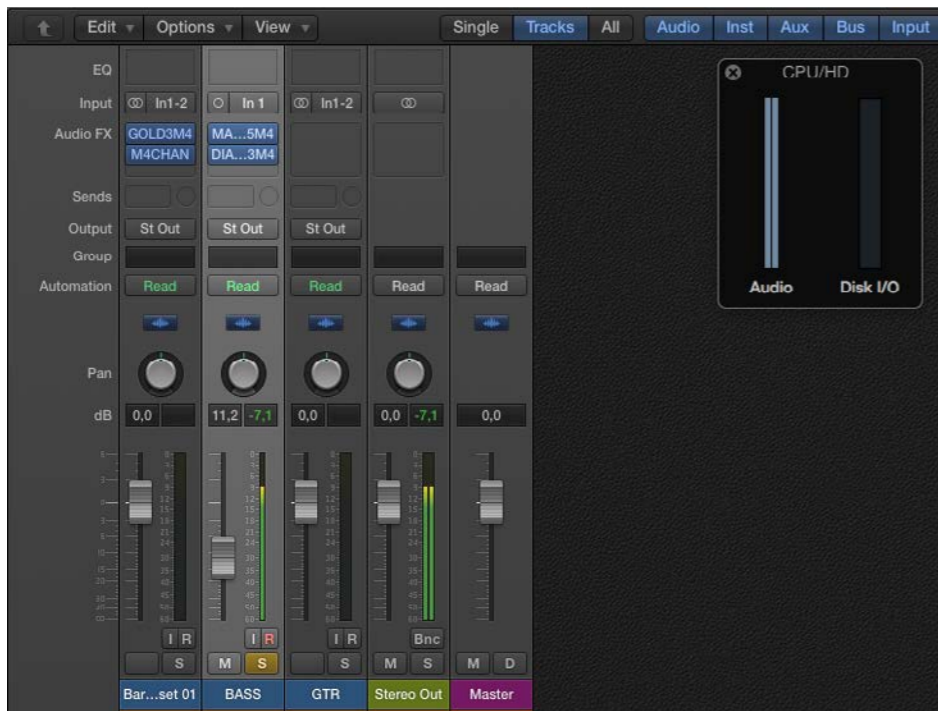 Edit Options View Single Tracks All Audio Inst Aux Bus Input
CPU/HD
EQ
Input In1-2 In 1 In1-2
Audio FX GOLD3M4 MA...5M4
M4CHAN DIA...3M4
Sends
Output St Out St Out St Out
Group
Automation Read Read Read Read Read
Audio Disk I/O
Pan
dB 0,0 11,2 -7,1 0,0 0,0 -7,1 0,0
I R I R I R Bnc
S M S S M S M D
Bar...set 01 BASS GTR Stereo Out Master